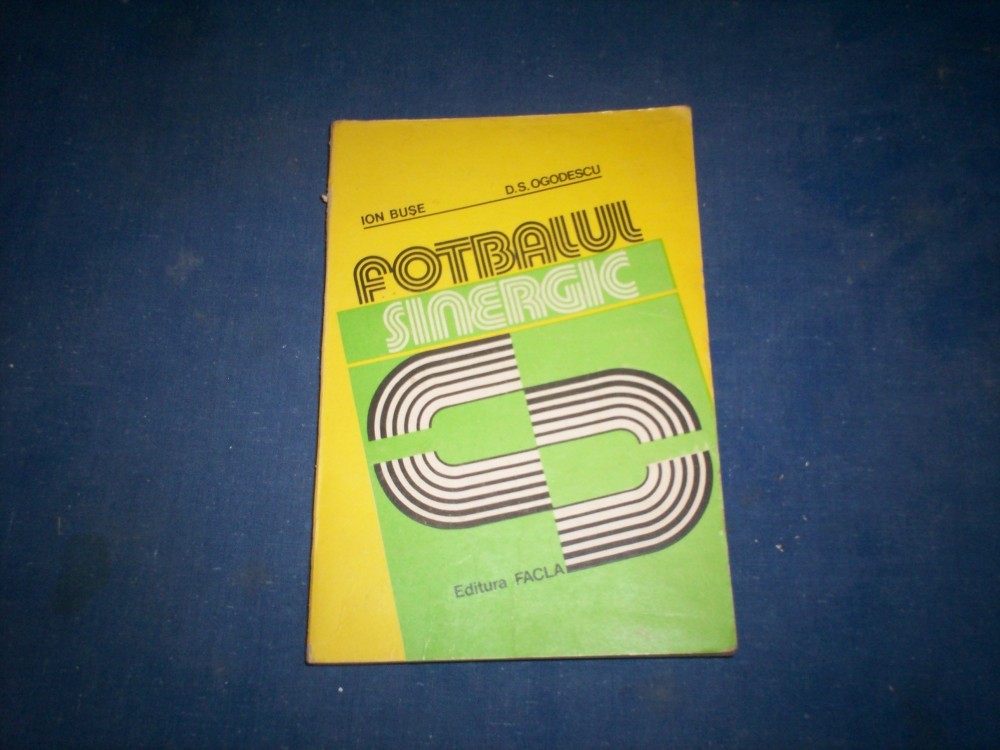 ION BUȘE
D.S. OGODESCU
FOTBALUL
SINERGIC
Editura FACLA